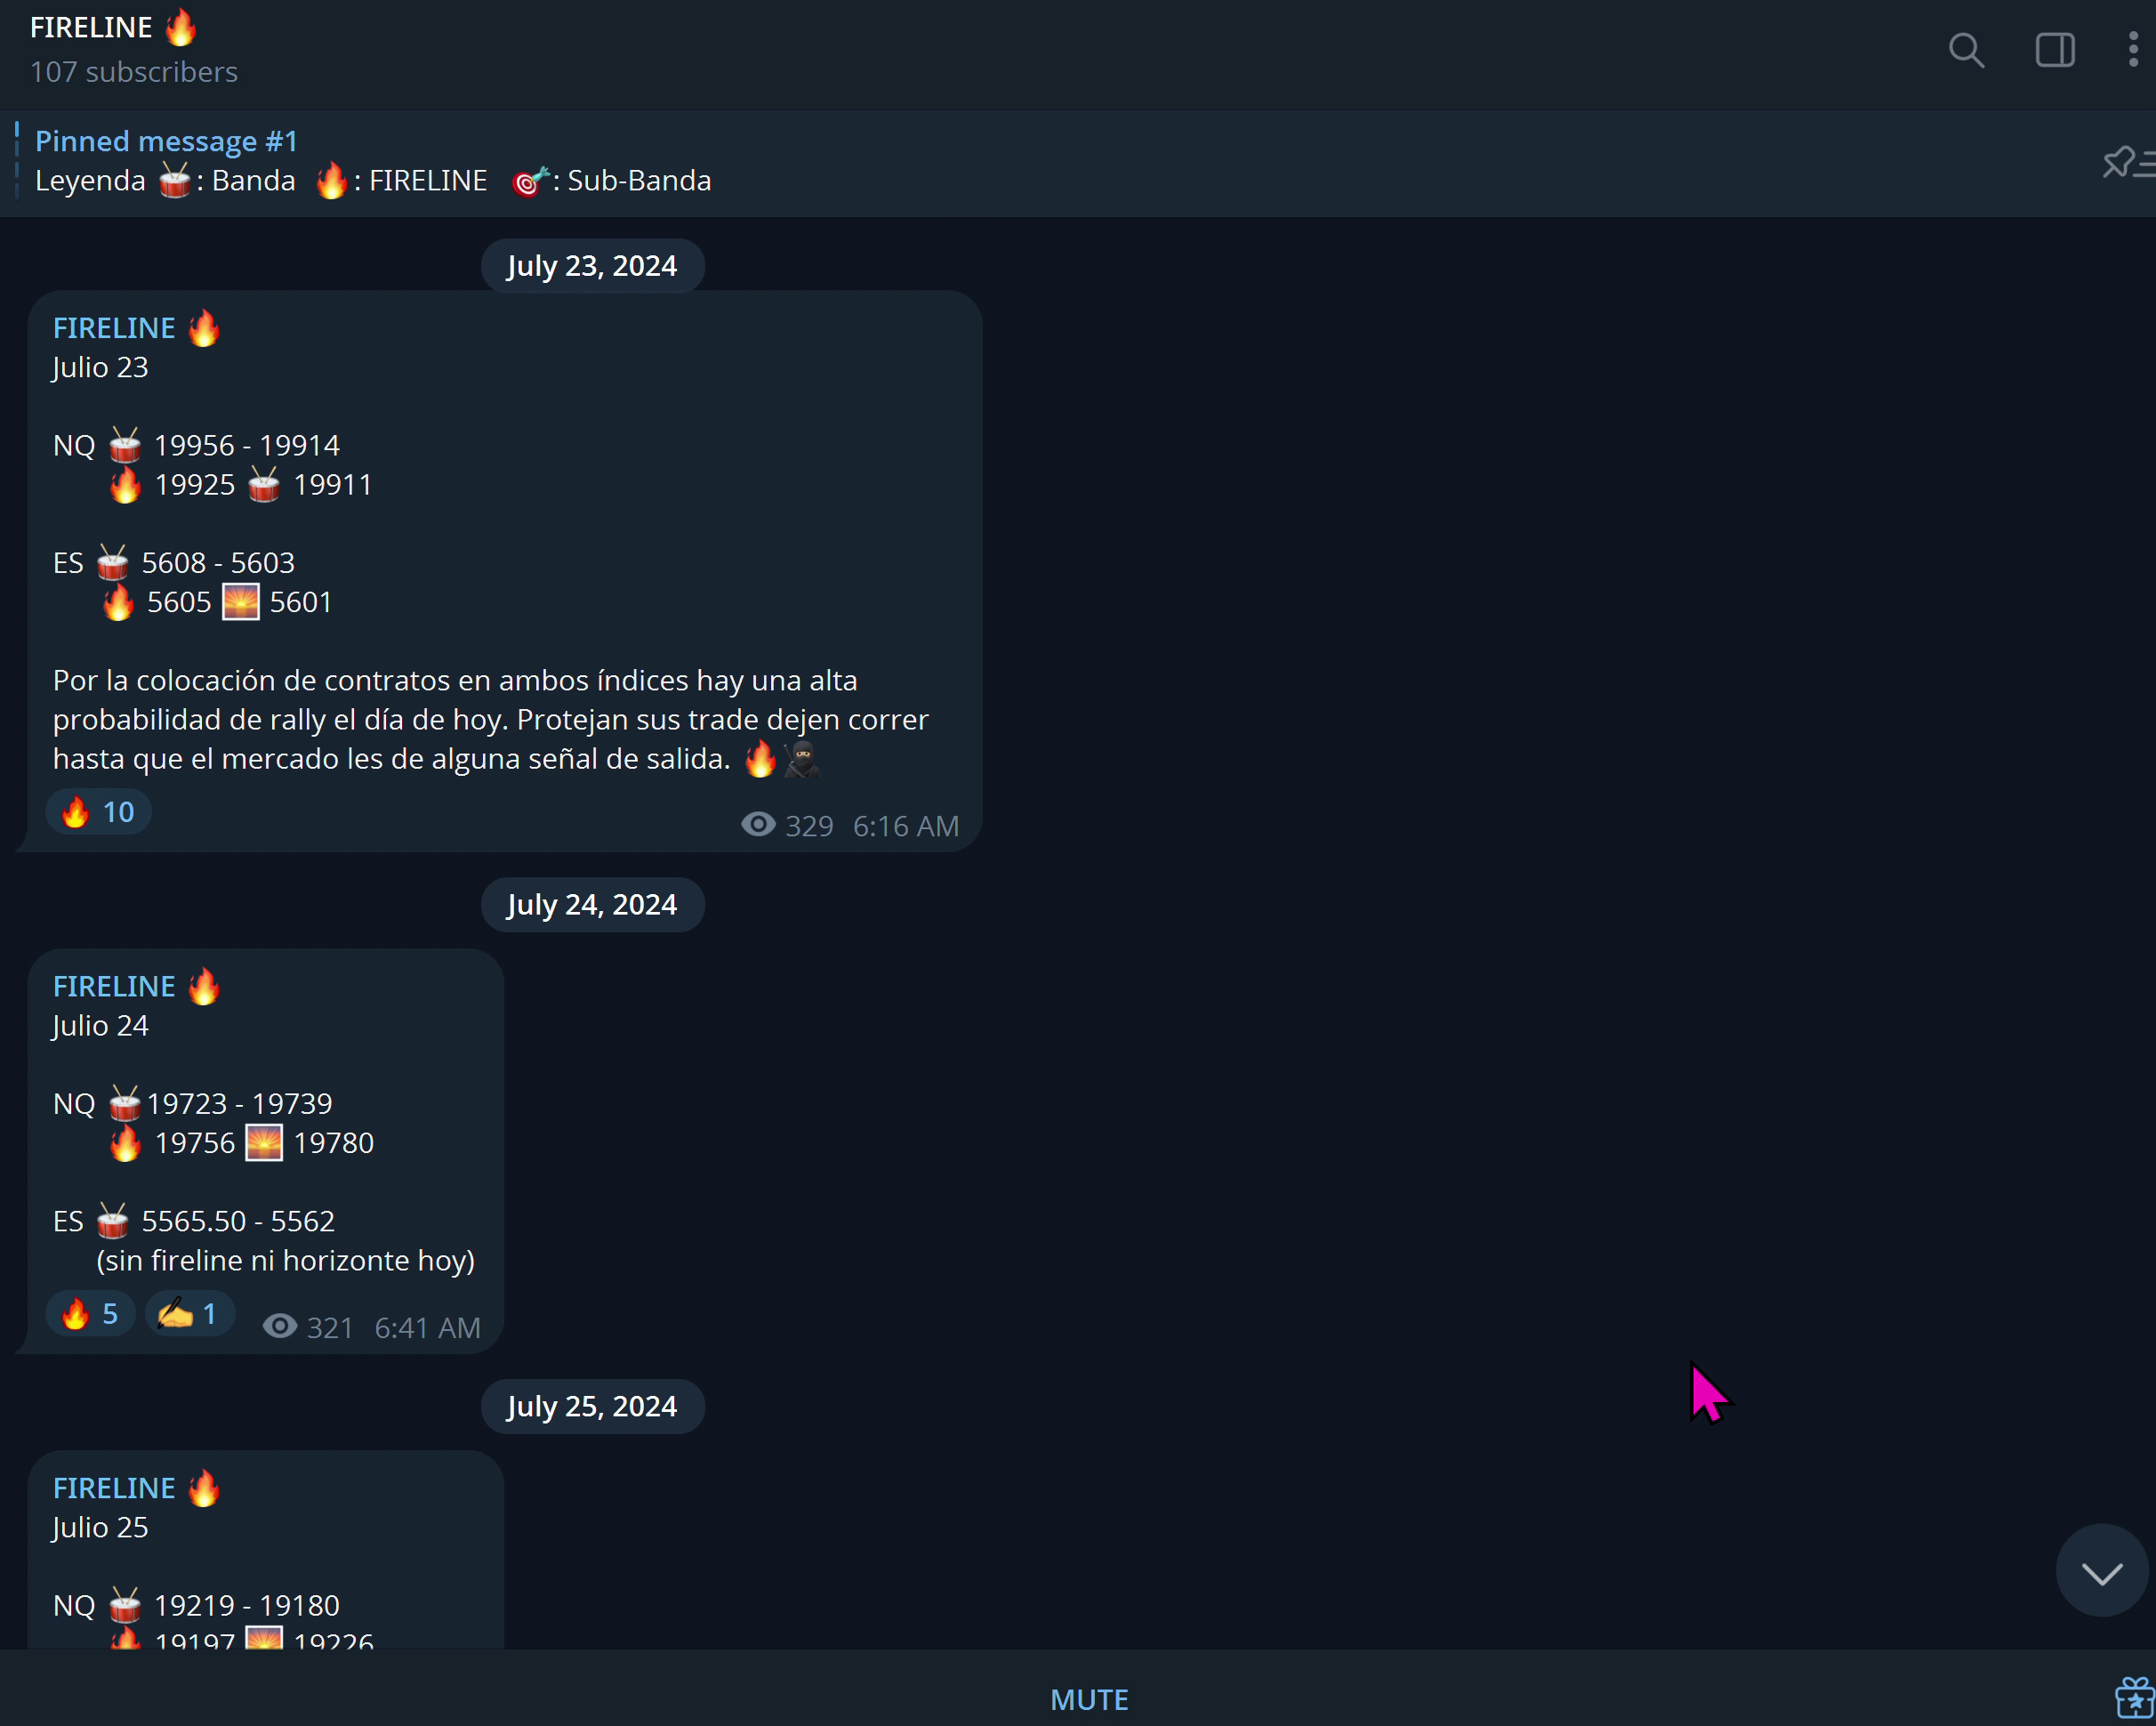 FIRELINE 🔥
107 subscribers
Pinned message #1
Leyenda 🥁: Banda 🔥: FIRELINE 🎯: Sub-Banda
July 23, 2024
FIRELINE 🔥
Julio 23
NQ 🥁 19956 - 19914
🔥 19925 🥁 19911
ES 🥁 5608 - 5603
🔥 5605 🌅 5601
Por la colocación de contratos en ambos índices hay una alta
probabilidad de rally el día de hoy. Protejan sus trade dejen correr
hasta que el mercado les de alguna señal de salida. 🔥🥷
🔥 10
329 6:16 AM
July 24, 2024
FIRELINE 🔥
Julio 24
NQ 🥁19723 - 19739
🔥 19756 🌅 19780
ES 🥁 5565.50 - 5562
(sin fireline ni horizonte hoy)
🔥 5 ✍️ 1 321 6:41 AM
July 25, 2024
FIRELINE 🔥
Julio 25
NQ 🥁 19219 - 19180
🔥 19197 🌅 19226
MUTE